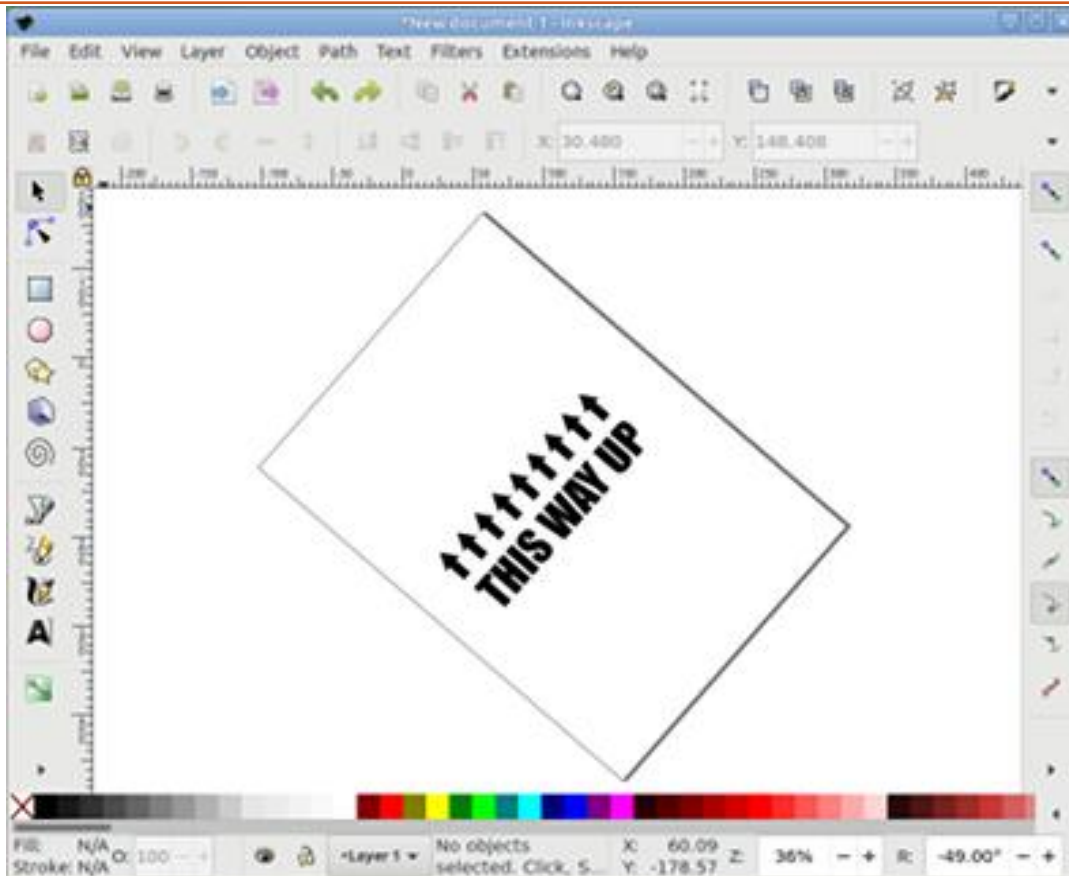 *New document 1 - Inkscape
File Edit View Layer Object Path Text Filters Extensions Help
X: 30.480 - + Y: 148.408 - +
THIS WAY UP
Fill: N/A
Stroke: N/A
O: 100 - +
-Layer 1
No objects
selected. Click, S...
X: 60.09
Y: -178.57
Z: 36% - +
R: -49.00° - +